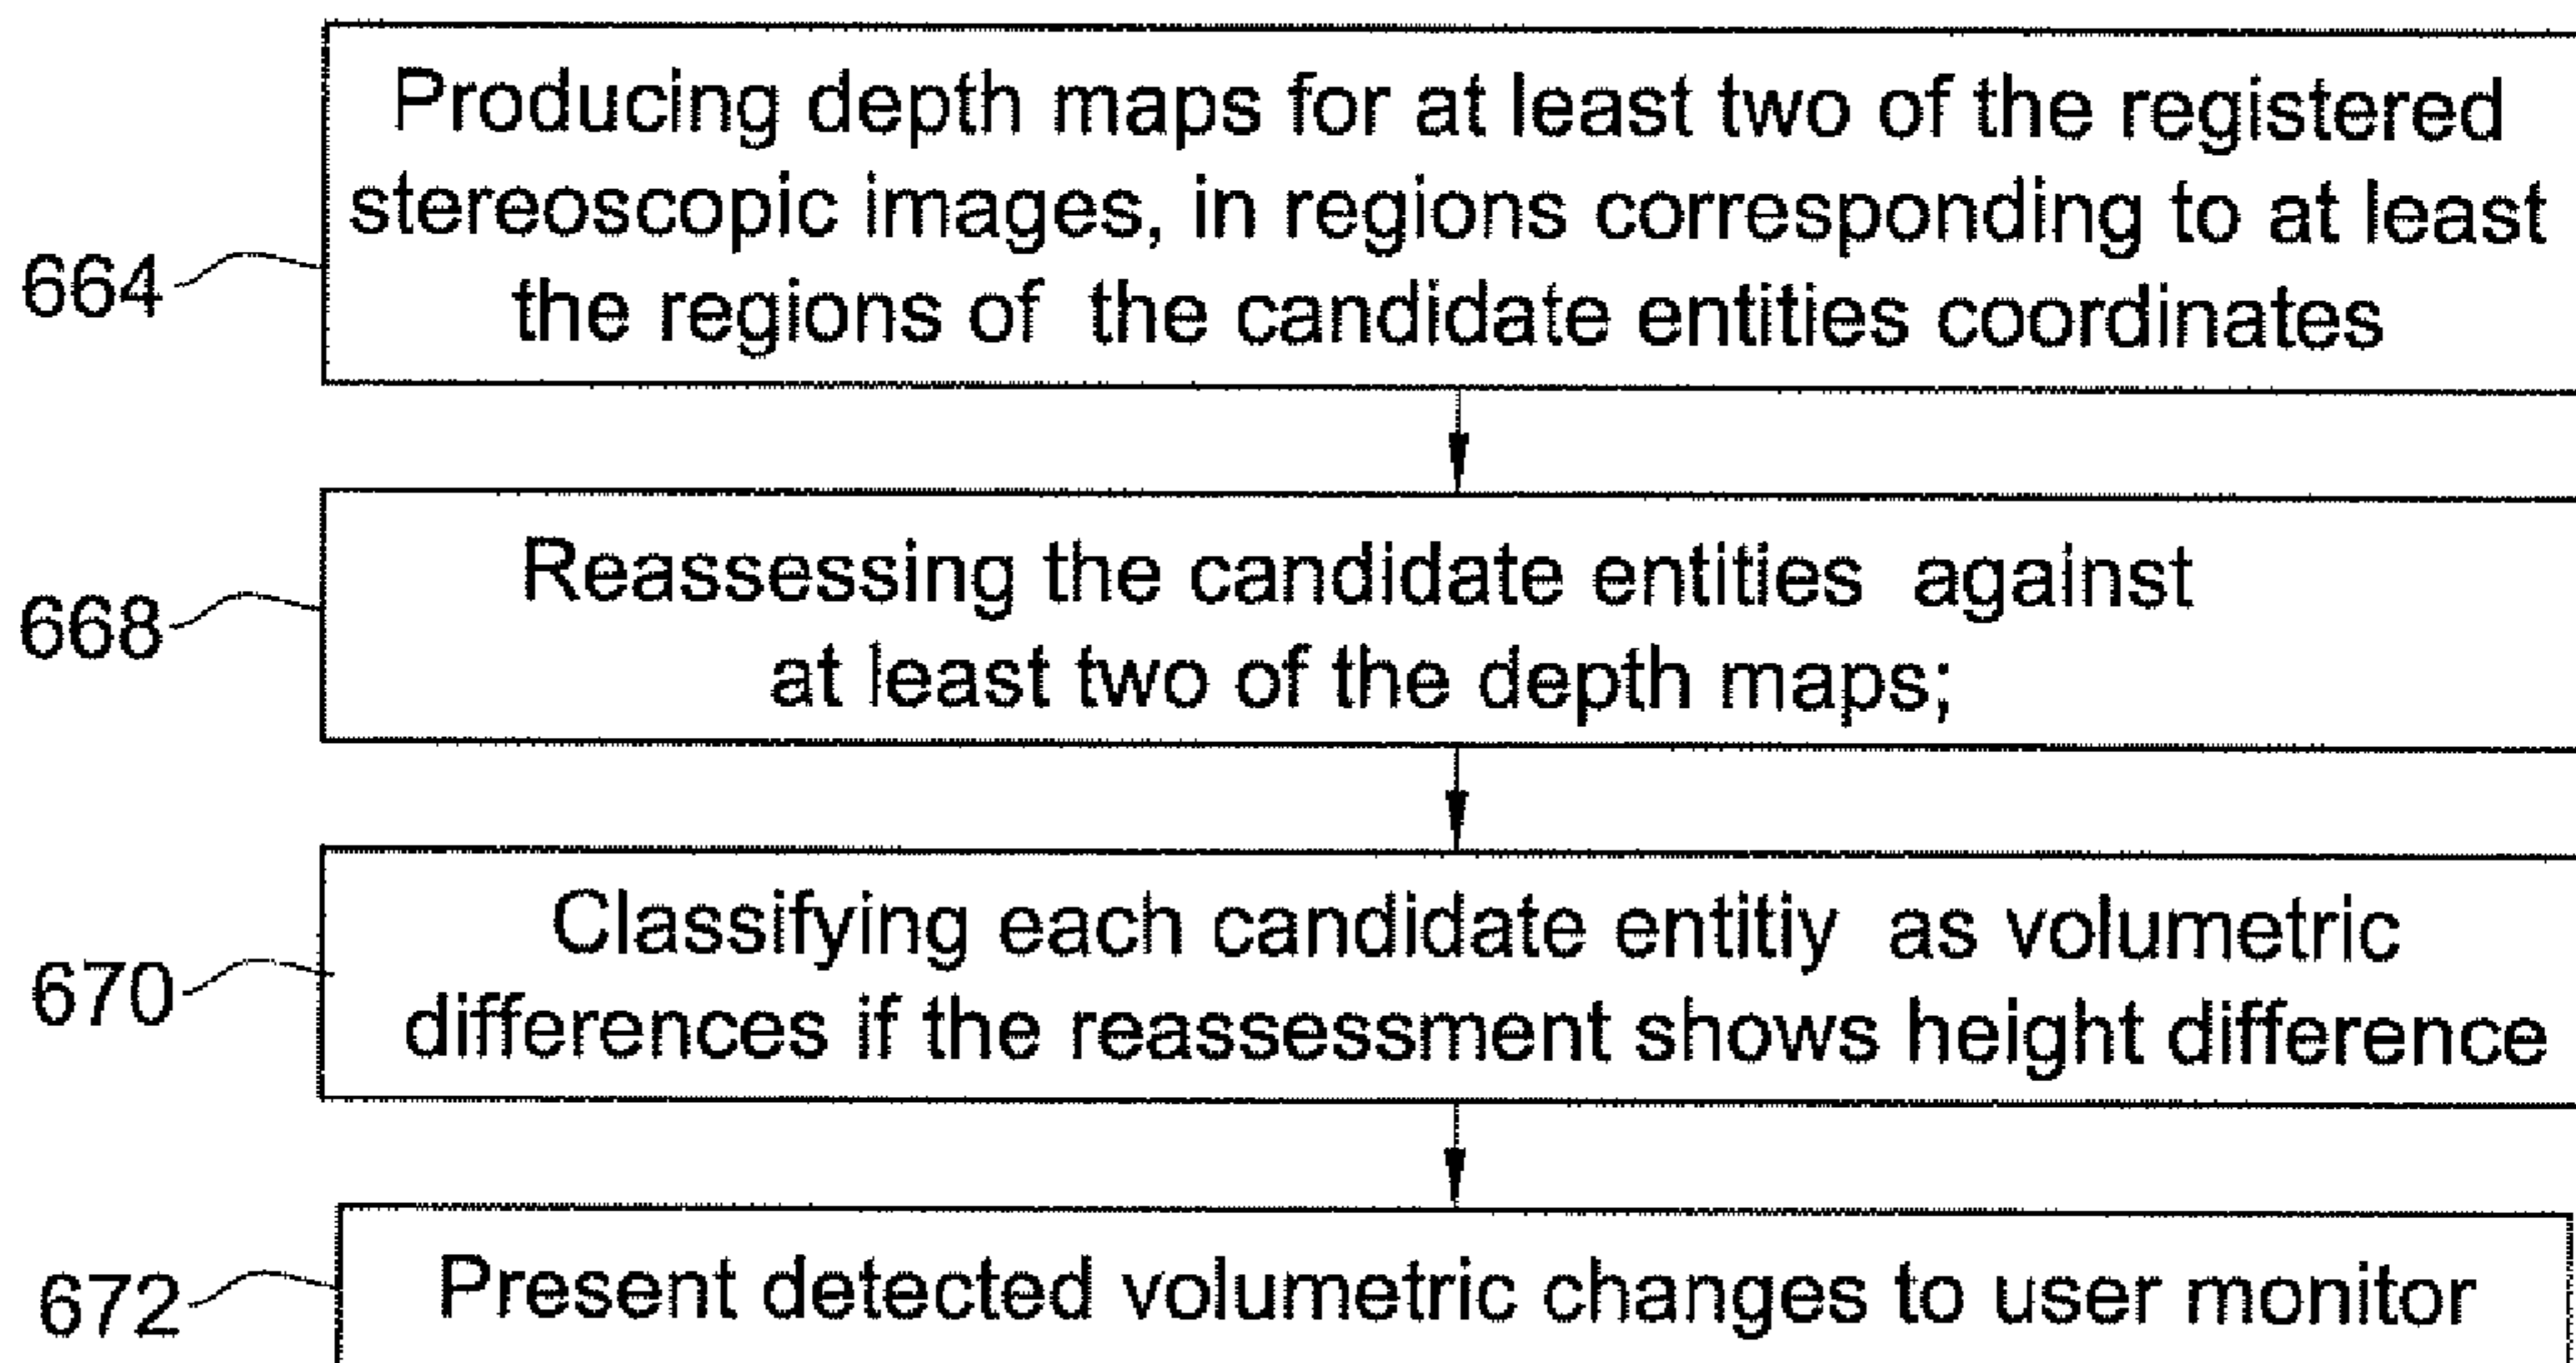 Producing depth maps for at least two of the registered
stereoscopic images, in regions corresponding to at least
664
the regions of the candidate entities coordinates
Reassessing the candidate entities against
668
at least two of the depth maps;
Classifying each candidate entitiy as volumetric
670
differences if the reassessment shows height difference
672
Present detected volumetric changes to user monitor